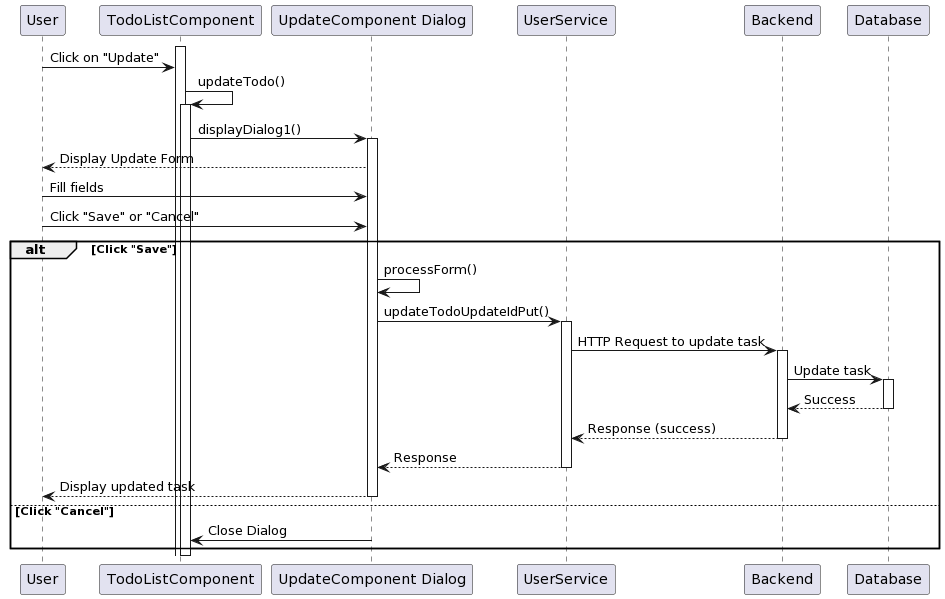 User TodoListComponent UpdateComponent Dialog UserService Backend Database
Click on "Update"
updateTodo()
displayDialog1()
Display Update Form
Fill fields
Click "Save" or "Cancel"
alt [Click "Save"]
processForm()
updateTodoUpdateIdPut()
HTTP Request to update task
Update task
Success
Response (success)
Response
Display updated task
[Click "Cancel"]
Close Dialog
User TodoListComponent UpdateComponent Dialog UserService Backend Database